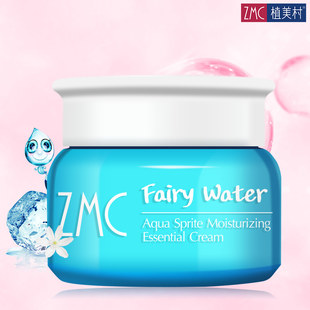 ZMC 植美村
ZMC
Fairy Water
Aqua Sprite Moisturizing
Essential Cream